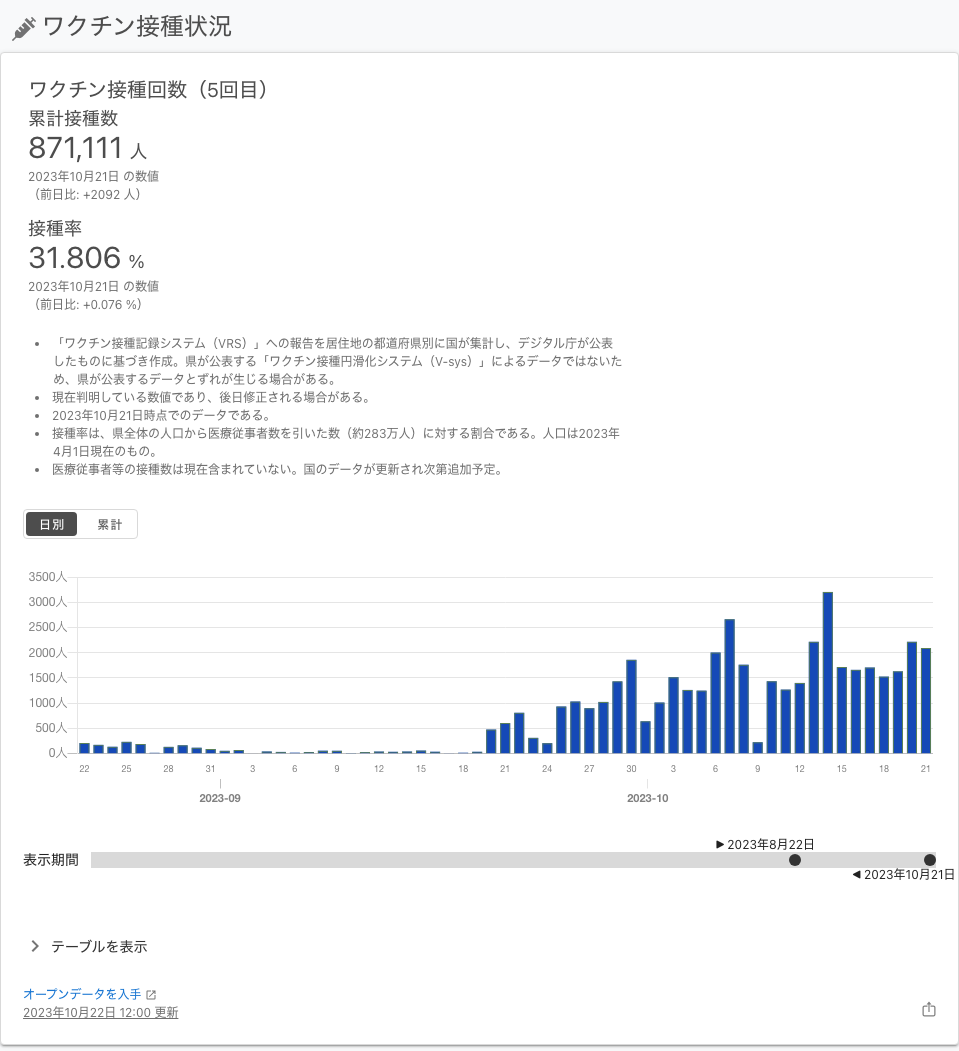 ワクチン接種状況
ワクチン接種回数（5回目）
累計接種数
871,111 人
2023年10月21日 の数値
（前日比: +2092 人）
接種率
31.806 %
2023年10月21日 の数値
（前日比: +0.076 %）
• 「ワクチン接種記録システム（VRS）」への報告を居住地の都道府県別に国が集計し、デジタル庁が公表
したものに基づき作成。県が公表する「ワクチン接種円滑化システム（V-sys）」によるデータではないた
め、県が公表するデータとずれが生じる場合がある。
• 現在判明している数値であり、後日修正される場合がある。
• 2023年10月21日時点でのデータである。
• 接種率は、県全体の人口から医療従事者数を引いた数（約283万人）に対する割合である。人口は2023年
4月1日現在のもの。
• 医療従事者等の接種数は現在含まれていない。国のデータが更新され次第追加予定。
日別 累計
3500人
3000人
2500人
2000人
1500人
1000人
500人
0人
22 25 28 31 3 6 9 12 15 18 21 24 27 30 3 6 9 12 15 18 21
2023-09 2023-10
▶ 2023年8月22日
表示期間
◀ 2023年10月21日
テーブルを表示
オープンデータを入手
2023年10月22日 12:00 更新